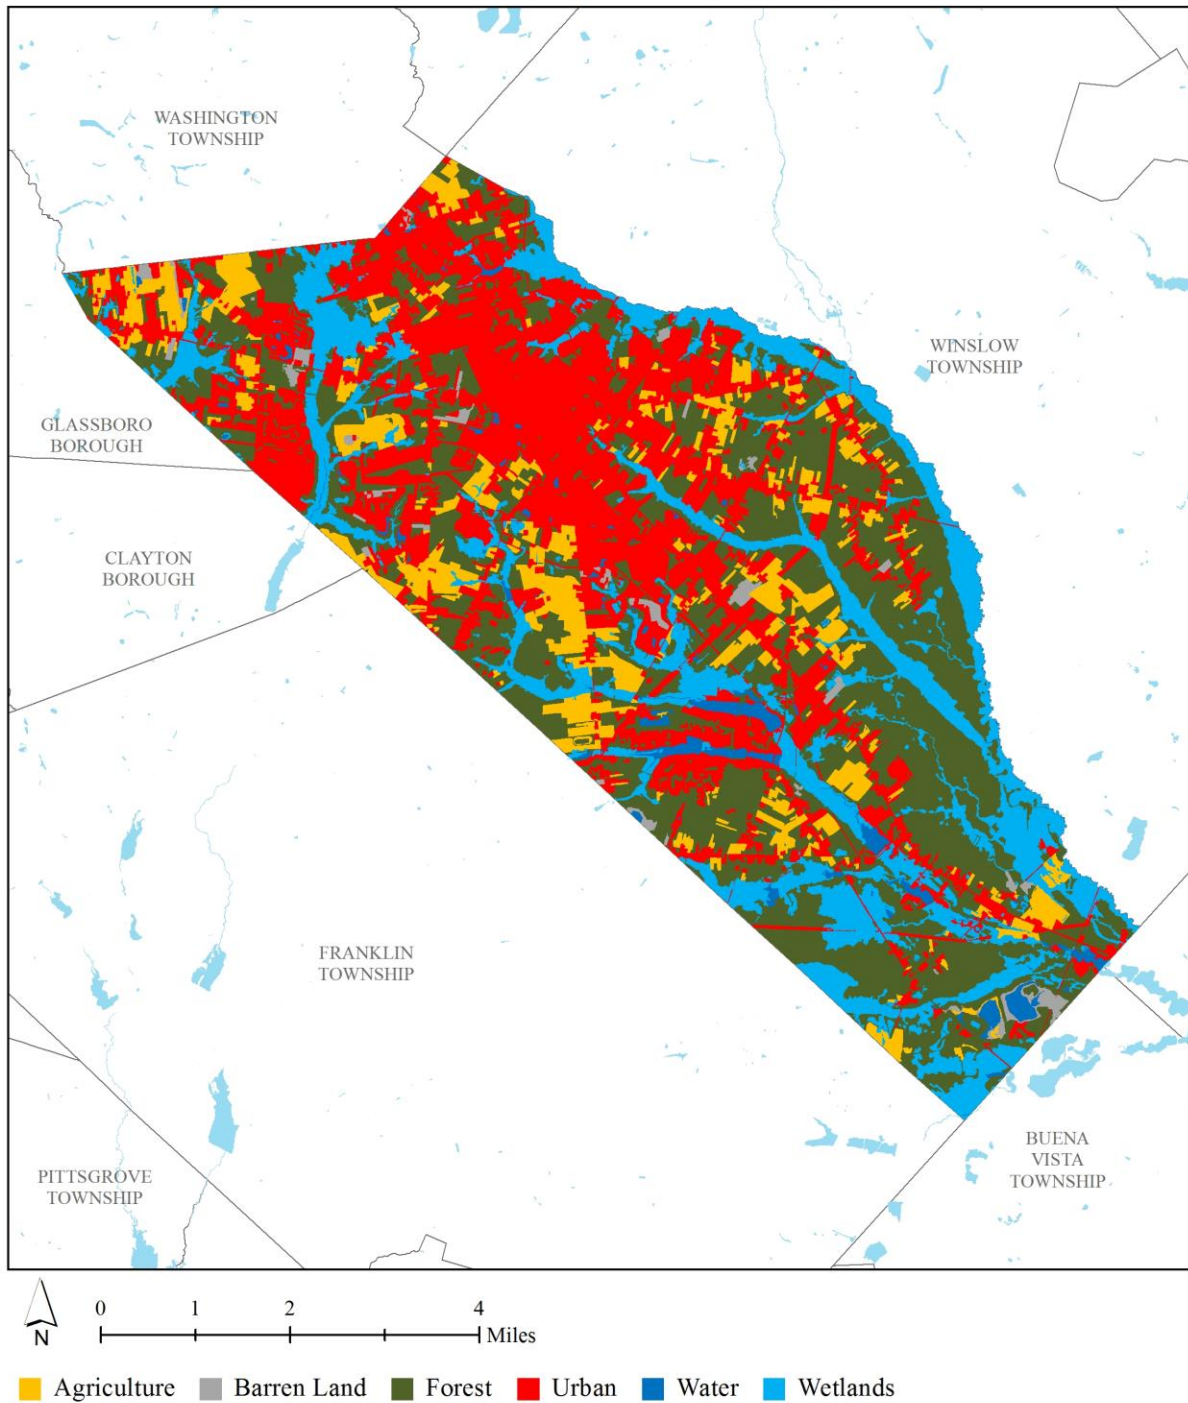 WASHINGTON
TOWNSHIP
WINSLOW
TOWNSHIP
GLASSBORO
BOROUGH
CLAYTON
BOROUGH
FRANKLIN
TOWNSHIP
BUENA
VISTA
TOWNSHIP
PITTSGROVE
TOWNSHIP
N
0 1 2 4
Miles
Agriculture Barren Land Forest Urban Water Wetlands